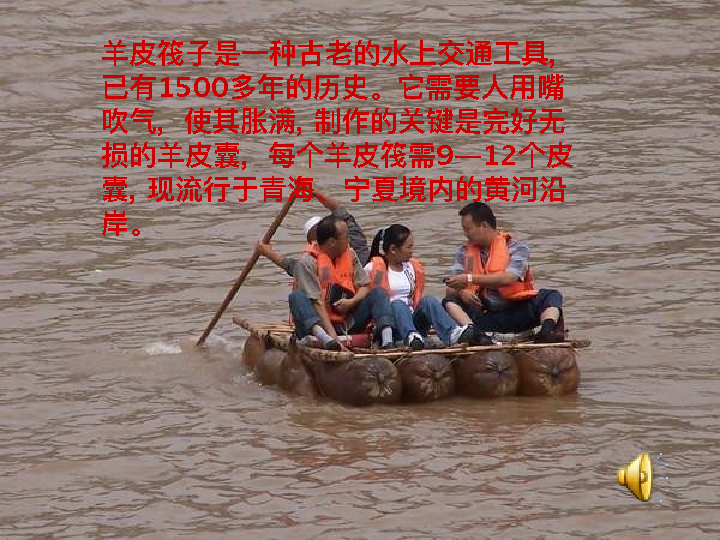 羊皮筏子是一种古老的水上交通工具,
已有1500多年的历史。它需要人用嘴
吹气, 使其胀满, 制作的关键是完好无
损的羊皮囊, 每个羊皮筏需9—12个皮
囊, 现流行于青海、宁夏境内的黄河沿
岸。